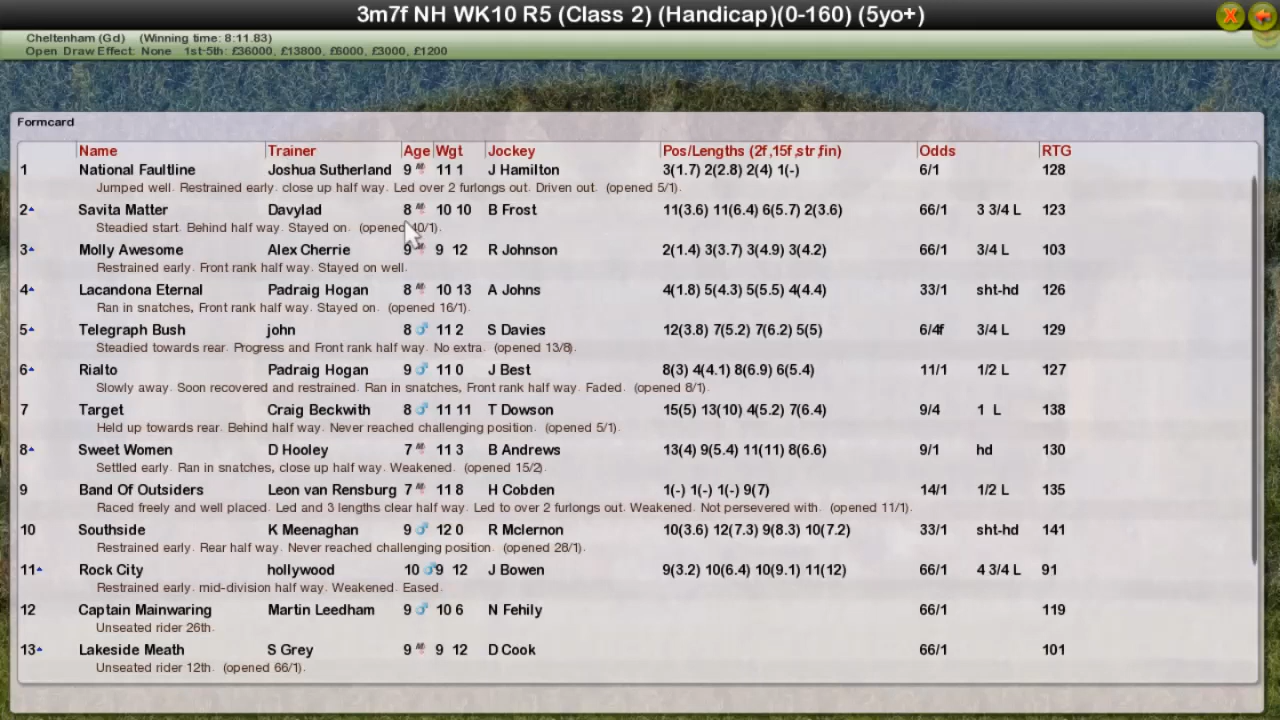 3m7f NH WK10 R5 (Class 2) (Handicap)(0-160) (5yo+)
Cheltenham (Gd) (Winning time: 8:11.83)
Open Draw Effect: None 1st-5th: £36000, £13800, £6000, £3000, £1200
Formcard
Name Trainer Age Wgt Jockey Pos/Lengths (2f,15f,str,fin) Odds RTG
1 National Faultline Joshua Sutherland 9 11 1 J Hamilton 3(1.7) 2(2.8) 2(4) 1(-) 6/1 128
Jumped well. Restrained early. close up half way. Led over 2 furlongs out. Driven out. (opened 5/1).
2 Savita Matter Davylad 8 10 10 B Frost 11(3.6) 11(6.4) 6(5.7) 2(3.6) 66/1 3 3/4 L 123
Steadied start. Behind half way. Stayed on. (opened 40/1).
3 Molly Awesome Alex Cherrie 9 9 12 R Johnson 2(1.4) 3(3.7) 3(4.9) 3(4.2) 66/1 3/4 L 103
Restrained early. Front rank half way. Stayed on well.
4 Lacandona Eternal Padraig Hogan 8 10 13 A Johns 4(1.8) 5(4.3) 5(5.5) 4(4.4) 33/1 sht-hd 126
Ran in snatches, Front rank half way. Stayed on. (opened 16/1).
5 Telegraph Bush john 8 11 2 S Davies 12(3.8) 7(5.2) 7(6.2) 5(5) 6/4f 3/4 L 129
Steadied towards rear. Progress and Front rank half way. No extra. (opened 13/8).
6 Rialto Padraig Hogan 9 11 0 J Best 8(3) 4(4.1) 8(6.9) 6(5.4) 11/1 1/2 L 127
Slowly away. Soon recovered and restrained. Ran in snatches, Front rank half way. Faded. (opened 8/1).
7 Target Craig Beckwith 8 11 11 T Dowson 15(5) 13(10) 4(5.2) 7(6.4) 9/4 1 L 138
Held up towards rear. Behind half way. Never reached challenging position. (opened 5/1).
8 Sweet Women D Hooley 7 11 3 B Andrews 13(4) 9(5.4) 11(11) 8(6.6) 9/1 hd 130
Settled early. Ran in snatches, close up half way. Weakened. (opened 15/2).
9 Band Of Outsiders Leon van Rensburg 7 11 8 H Cobden 1(-) 1(-) 1(-) 9(7) 14/1 1/2 L 135
Raced freely and well placed. Led and 3 lengths clear half way. Led to over 2 furlongs out. Weakened. Not persevered with. (opened 11/1).
10 Southside K Meenaghan 9 12 0 R Mclernon 10(3.6) 12(7.3) 9(8.3) 10(7.2) 33/1 sht-hd 141
Restrained early. Rear half way. Never reached challenging position. (opened 28/1).
11 Rock City hollywood 10 9 12 J Bowen 9(3.2) 10(6.4) 10(9.1) 11(12) 66/1 4 3/4 L 91
Restrained early. mid-division half way. Weakened. Eased.
12 Captain Mainwaring Martin Leedham 9 10 6 N Fehily 66/1 119
Unseated rider 26th.
13 Lakeside Meath S Grey 9 9 12 D Cook 66/1 101
Unseated rider 12th. (opened 66/1).